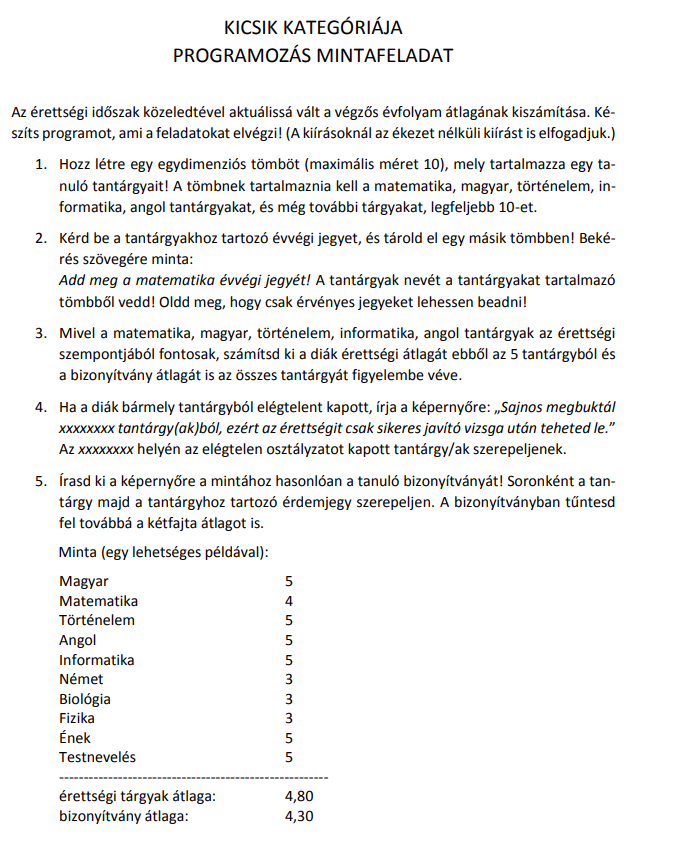 KICSIK KATEGÓRIÁJA
PROGRAMOZÁS MINTAFELADAT
Az érettségi időszak közeledtével aktuálissá vált a végzős évfolyam átlagának kiszámítása. Ké-
szíts programot, ami a feladatokat elvégzi! (A kiírásoknál az ékezet nélküli kiírást is elfogadjuk.)
1. Hozz létre egy egydimenziós tömböt (maximális méret 10), mely tartalmazza egy ta-
nuló tantárgyait! A tömbnek tartalmaznia kell a matematika, magyar, történelem, in-
formatika, angol tantárgyakat, és még további tárgyakat, legfeljebb 10-et.
2. Kérd be a tantárgyakhoz tartozó évvégi jegyet, és tárold el egy másik tömbben! Beké-
rés szövegére minta:
Add meg a matematika évvégi jegyét! A tantárgyak nevét a tantárgyakat tartalmazó
tömbből vedd! Oldd meg, hogy csak érvényes jegyeket lehessen beadni!
3. Mivel a matematika, magyar, történelem, informatika, angol tantárgyak az érettségi
szempontjából fontosak, számítsd ki a diák érettségi átlagát ebből az 5 tantárgyból és
a bizonyítvány átlagát is az összes tantárgyát figyelembe véve.
4. Ha a diák bármely tantárgyból elégtelent kapott, írja a képernyőre: „Sajnos megbuktál
xxxxxxxx tantárgy(ak)ból, ezért az érettségit csak sikeres javító vizsga után teheted le.”
Az xxxxxxxx helyén az elégtelen osztályzatot kapott tantárgy/ak szerepeljenek.
5. Írasd ki a képernyőre a mintához hasonlóan a tanuló bizonyítványát! Soronként a tan-
tárgy majd a tantárgyhoz tartozó érdemjegy szerepeljen. A bizonyítványban tűntesd
fel továbbá a kétfajta átlagot is.
Minta (egy lehetséges példával):
Magyar 5
Matematika 4
Történelem 5
Angol 5
Informatika 5
Német 3
Biológia 3
Fizika 3
Ének 5
Testnevelés 5
-------------------------------------------------------
érettségi tárgyak átlaga: 4,80
bizonyítvány átlaga: 4,30